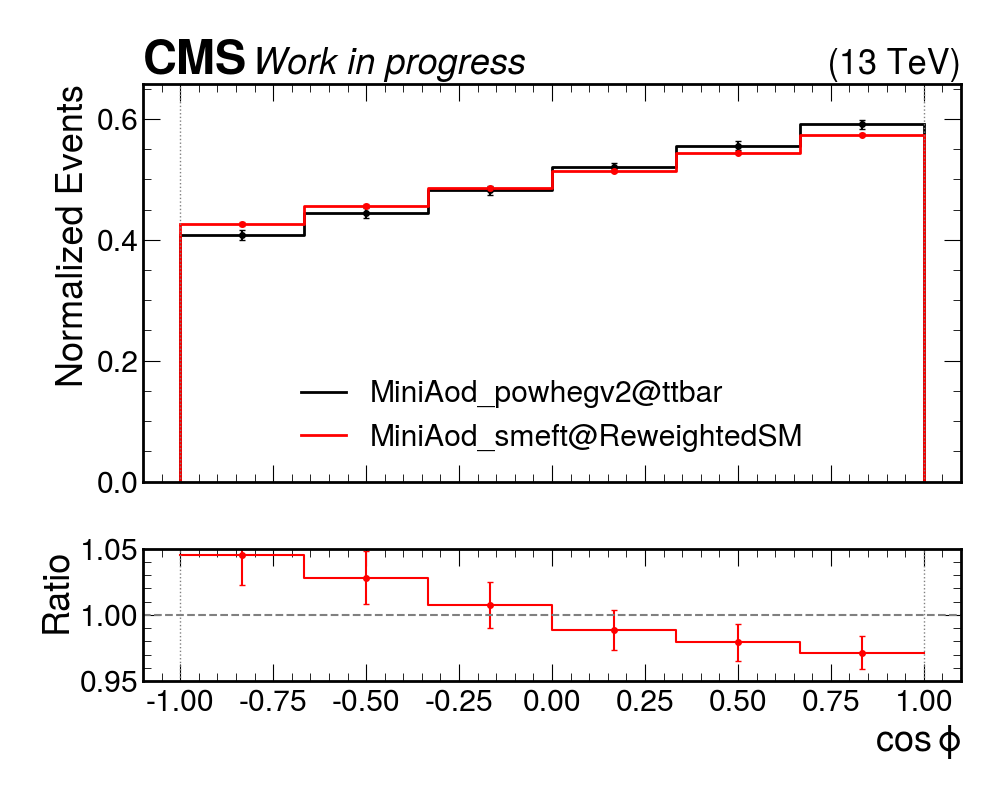 CMS Work in progress (13 TeV)
Normalized Events
0.6
0.4
0.2
0.0
MiniAod_powhegv2@ttbar
MiniAod_smeft@ReweightedSM
Ratio
1.05
1.00
0.95
-1.00 -0.75 -0.50 -0.25 0.00 0.25 0.50 0.75 1.00
cos ϕ